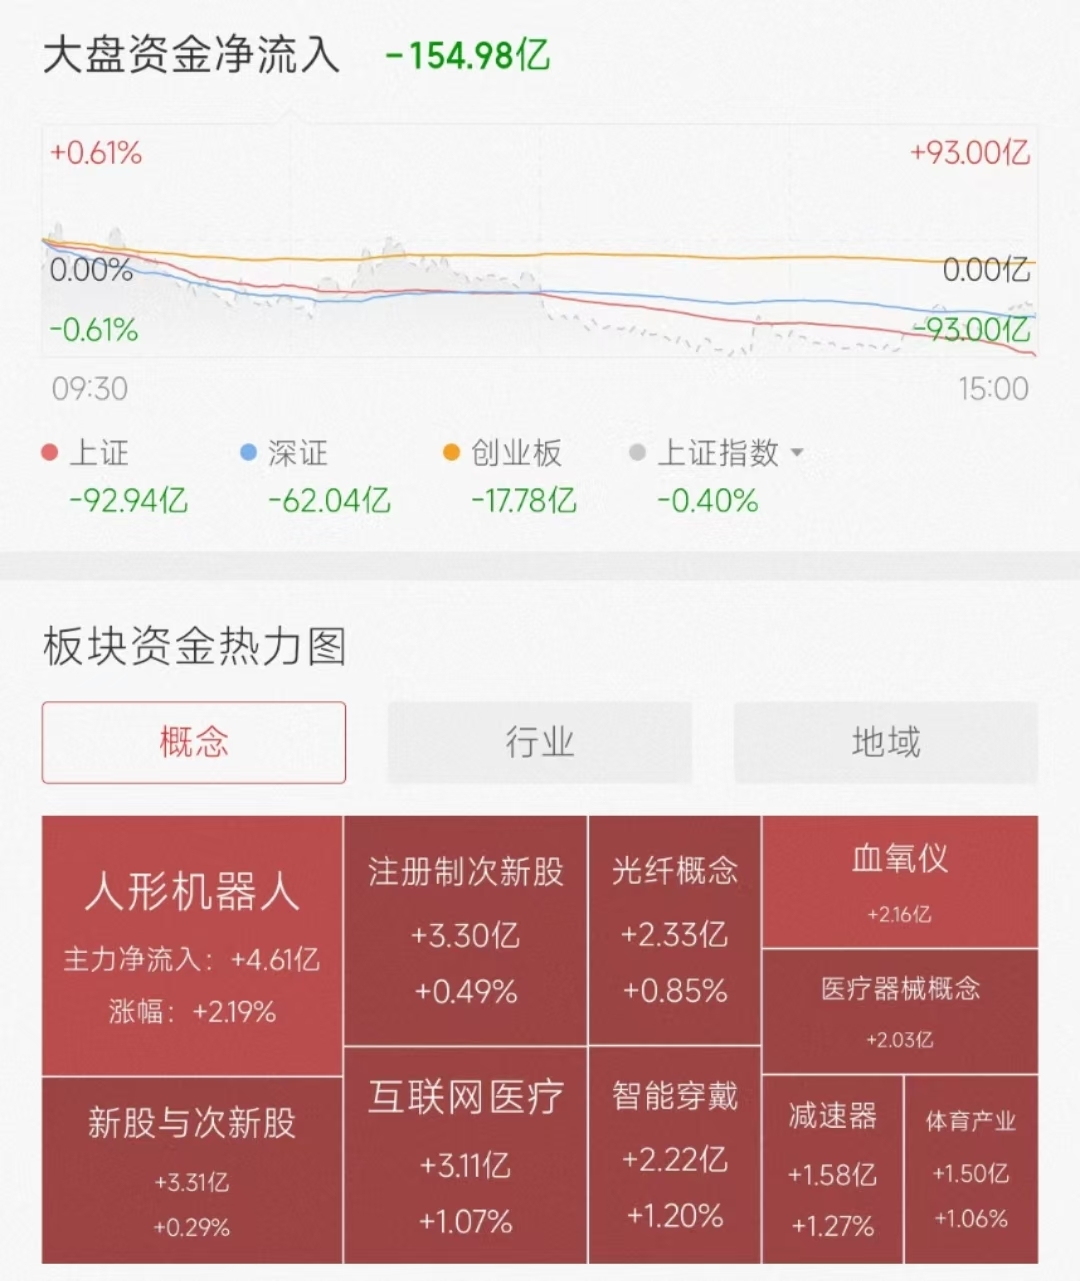 大盘资金净流入 -154.98亿
+0.61% +93.00亿
0.00% 0.00亿
-0.61% -93.00亿
09:30 15:00
上证 深证 创业板 上证指数
-92.94亿 -62.04亿 -17.78亿 -0.40%
板块资金热力图
概念 行业 地域
人形机器人
主力净流入：+4.61亿
涨幅：+2.19%
新股与次新股
+3.31亿
+0.29%
注册制次新股
+3.30亿
+0.49%
互联网医疗
+3.11亿
+1.07%
光纤概念
+2.33亿
+0.85%
智能穿戴
+2.22亿
+1.20%
血氧仪
+2.16亿
医疗器械概念
+2.03亿
减速器
+1.58亿
+1.27%
体育产业
+1.50亿
+1.06%